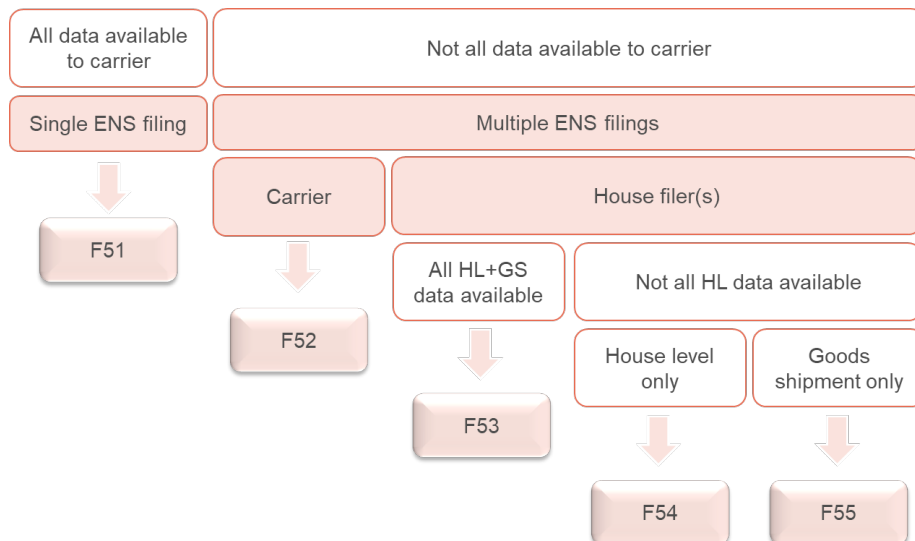 All data available
to carrier
Not all data available to carrier
Single ENS filing
Multiple ENS filings
Carrier
House filer(s)
F51
All HL+GS
data available
Not all HL data available
F52
House level
only
Goods
shipment only
F53
F54
F55